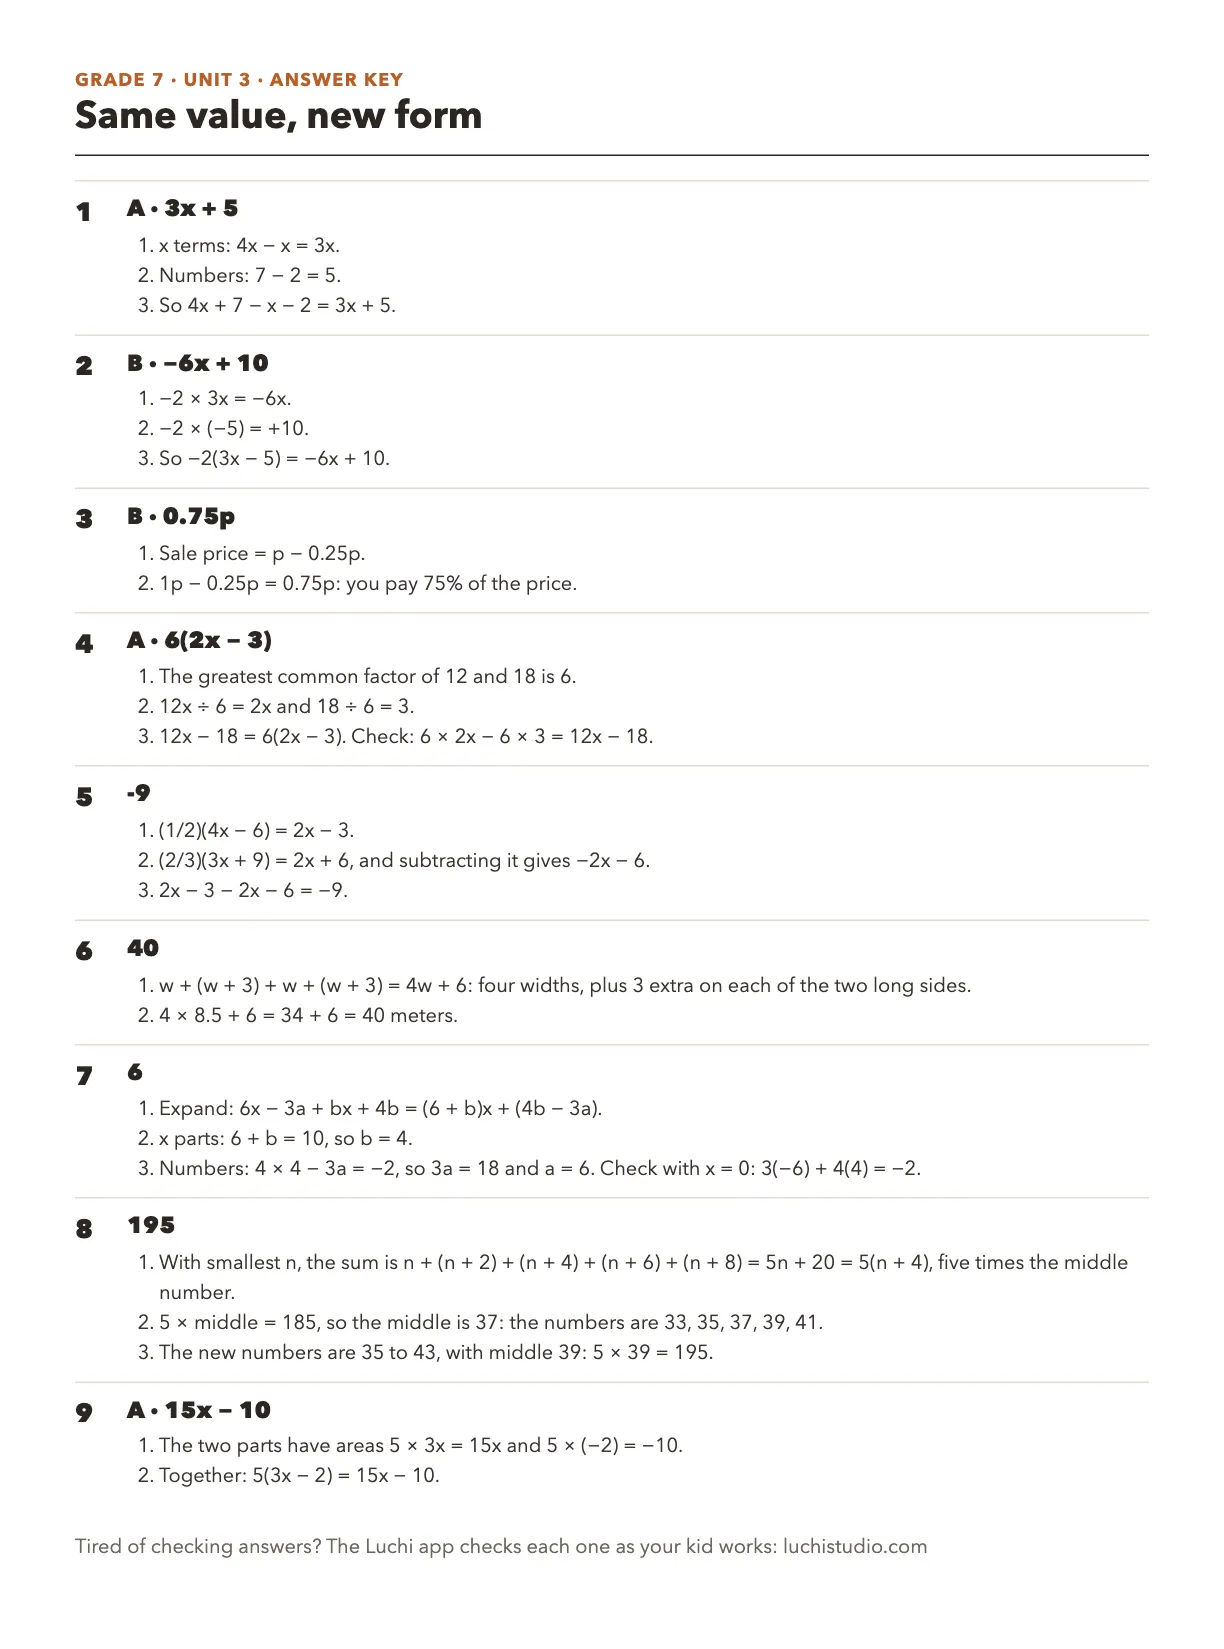 GRADE 7 · UNIT 3 · ANSWER KEY
Same value, new form
1 A · 3x + 5
1. x terms: 4x − x = 3x.
2. Numbers: 7 − 2 = 5.
3. So 4x + 7 − x − 2 = 3x + 5.
2 B · −6x + 10
1. −2 × 3x = −6x.
2. −2 × (−5) = +10.
3. So −2(3x − 5) = −6x + 10.
3 B · 0.75p
1. Sale price = p − 0.25p.
2. 1p − 0.25p = 0.75p: you pay 75% of the price.
4 A · 6(2x − 3)
1. The greatest common factor of 12 and 18 is 6.
2. 12x ÷ 6 = 2x and 18 ÷ 6 = 3.
3. 12x − 18 = 6(2x − 3). Check: 6 × 2x − 6 × 3 = 12x − 18.
5 -9
1. (1/2)(4x − 6) = 2x − 3.
2. (2/3)(3x + 9) = 2x + 6, and subtracting it gives −2x − 6.
3. 2x − 3 − 2x − 6 = −9.
6 40
1. w + (w + 3) + w + (w + 3) = 4w + 6: four widths, plus 3 extra on each of the two long sides.
2. 4 × 8.5 + 6 = 34 + 6 = 40 meters.
7 6
1. Expand: 6x − 3a + bx + 4b = (6 + b)x + (4b − 3a).
2. x parts: 6 + b = 10, so b = 4.
3. Numbers: 4 × 4 − 3a = −2, so 3a = 18 and a = 6. Check with x = 0: 3(−6) + 4(4) = −2.
8 195
1. With smallest n, the sum is n + (n + 2) + (n + 4) + (n + 6) + (n + 8) = 5n + 20 = 5(n + 4), five times the middle
number.
2. 5 × middle = 185, so the middle is 37: the numbers are 33, 35, 37, 39, 41.
3. The new numbers are 35 to 43, with middle 39: 5 × 39 = 195.
9 A · 15x − 10
1. The two parts have areas 5 × 3x = 15x and 5 × (−2) = −10.
2. Together: 5(3x − 2) = 15x − 10.
Tired of checking answers? The Luchi app checks each one as your kid works: luchistudio.com